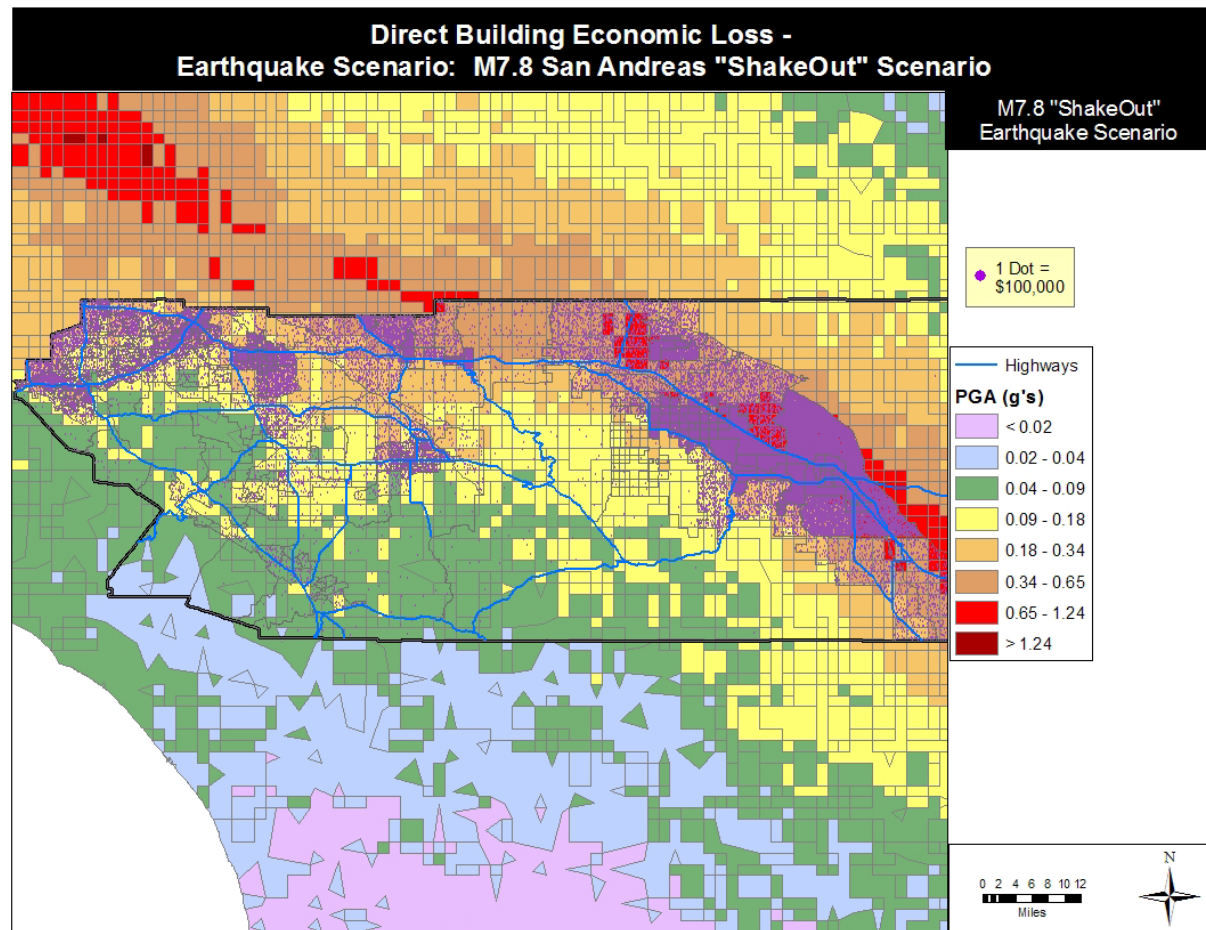 Direct Building Economic Loss -
Earthquake Scenario: M7.8 San Andreas "ShakeOut" Scenario
M7.8 "ShakeOut"
Earthquake Scenario
1 Dot =
$100,000
Highways
PGA (g's)
< 0.02
0.02 - 0.04
0.04 - 0.09
0.09 - 0.18
0.18 - 0.34
0.34 - 0.65
0.65 - 1.24
> 1.24
N
0 2 4 6 8 10 12
Miles